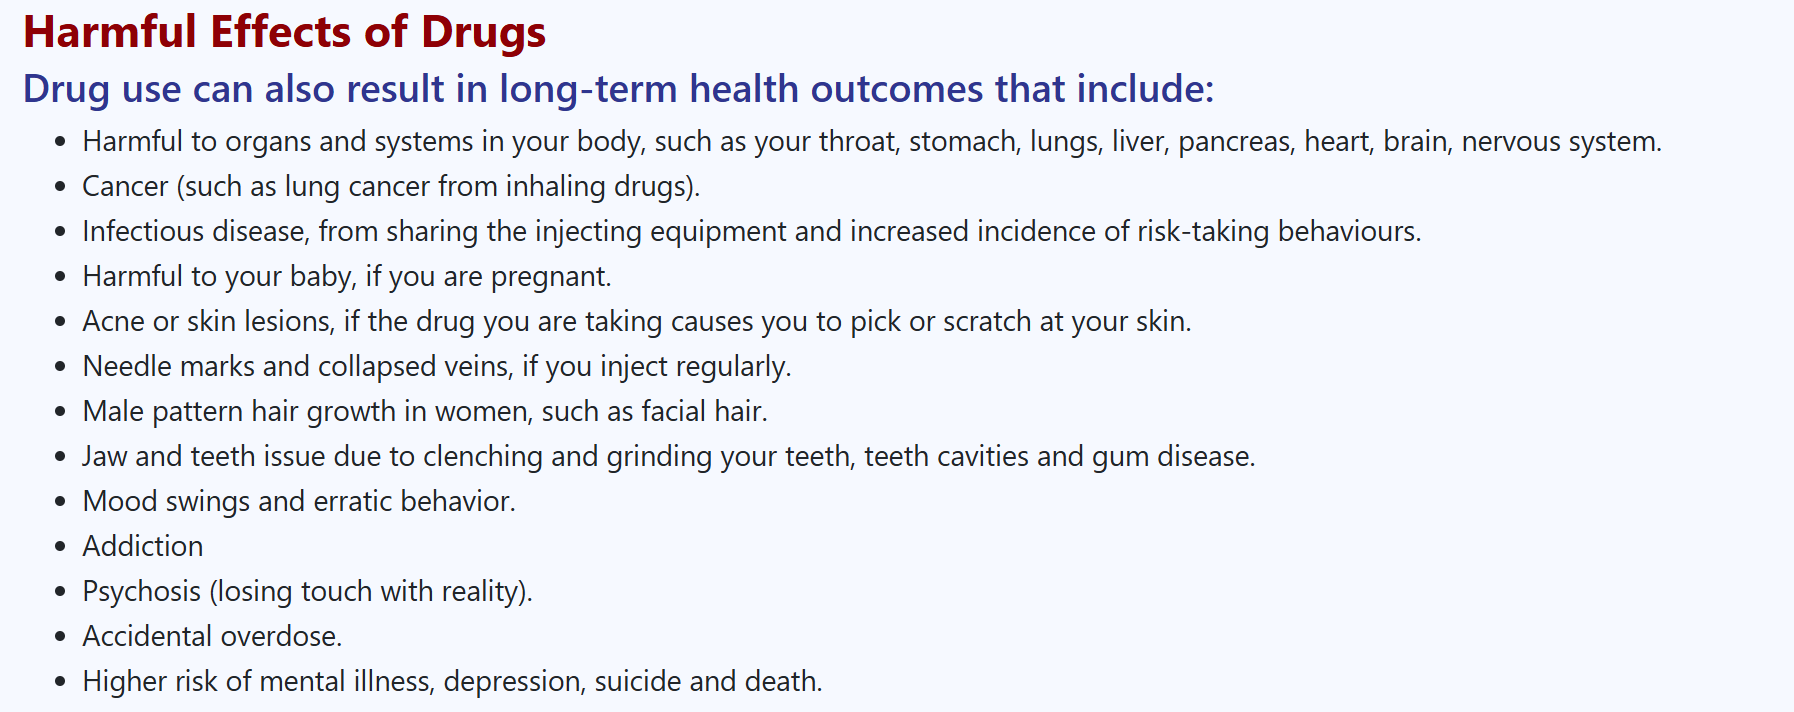 Harmful Effects of Drugs
Drug use can also result in long-term health outcomes that include:
• Harmful to organs and systems in your body, such as your throat, stomach, lungs, liver, pancreas, heart, brain, nervous system.
• Cancer (such as lung cancer from inhaling drugs).
• Infectious disease, from sharing the injecting equipment and increased incidence of risk-taking behaviours.
• Harmful to your baby, if you are pregnant.
• Acne or skin lesions, if the drug you are taking causes you to pick or scratch at your skin.
• Needle marks and collapsed veins, if you inject regularly.
• Male pattern hair growth in women, such as facial hair.
• Jaw and teeth issue due to clenching and grinding your teeth, teeth cavities and gum disease.
• Mood swings and erratic behavior.
• Addiction
• Psychosis (losing touch with reality).
• Accidental overdose.
• Higher risk of mental illness, depression, suicide and death.